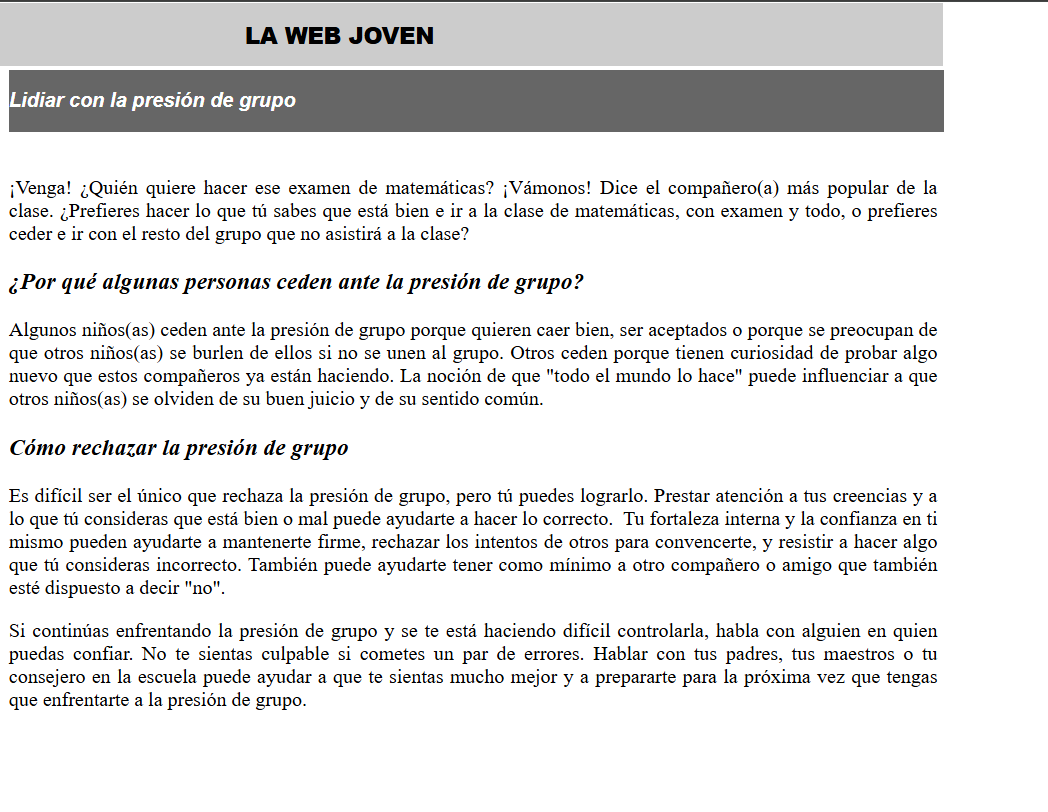 LA WEB JOVEN
Lidiar con la presión de grupo
¡Venga! ¿Quién quiere hacer ese examen de matemáticas? ¡Vámonos! Dice el compañero(a) más popular de la
clase. ¿Prefieres hacer lo que tú sabes que está bien e ir a la clase de matemáticas, con examen y todo, o prefieres
ceder e ir con el resto del grupo que no asistirá a la clase?
¿Por qué algunas personas ceden ante la presión de grupo?
Algunos niños(as) ceden ante la presión de grupo porque quieren caer bien, ser aceptados o porque se preocupan de
que otros niños(as) se burlen de ellos si no se unen al grupo. Otros ceden porque tienen curiosidad de probar algo
nuevo que estos compañeros ya están haciendo. La noción de que "todo el mundo lo hace" puede influenciar a que
otros niños(as) se olviden de su buen juicio y de su sentido común.
Cómo rechazar la presión de grupo
Es difícil ser el único que rechaza la presión de grupo, pero tú puedes lograrlo. Prestar atención a tus creencias y a
lo que tú consideras que está bien o mal puede ayudarte a hacer lo correcto.  Tu fortaleza interna y la confianza en ti
mismo pueden ayudarte a mantenerte firme, rechazar los intentos de otros para convencerte, y resistir a hacer algo
que tú consideras incorrecto. También puede ayudarte tener como mínimo a otro compañero o amigo que también
esté dispuesto a decir "no".
Si continúas enfrentando la presión de grupo y se te está haciendo difícil controlarla, habla con alguien en quien
puedas confiar. No te sientas culpable si cometes un par de errores. Hablar con tus padres, tus maestros o tu
consejero en la escuela puede ayudar a que te sientas mucho mejor y a prepararte para la próxima vez que tengas
que enfrentarte a la presión de grupo.